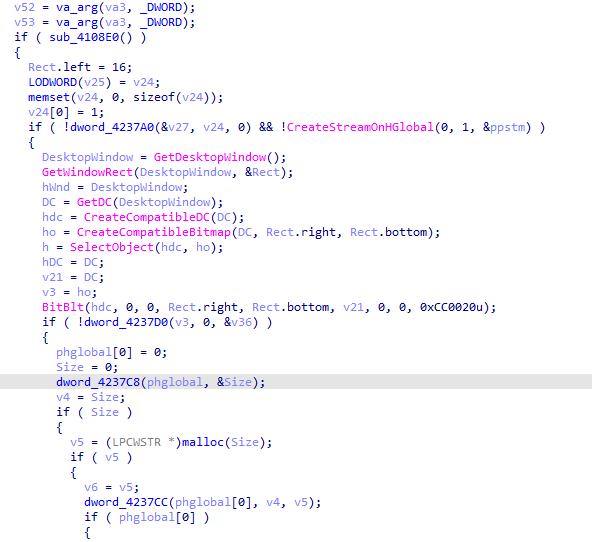 v52 = va_arg(va3, _DWORD);
v53 = va_arg(va3, _DWORD);
if ( sub_4108E0() )
{
Rect.left = 16;
LODWORD(v25) = v24;
memset(v24, 0, sizeof(v24));
v24[0] = 1;
if ( !dword_4237A0(&v27, v24, 0) && !CreateStreamOnHGlobal(0, 1, &ppstm) )
{
DesktopWindow = GetDesktopWindow();
GetWindowRect(DesktopWindow, &Rect);
hWnd = DesktopWindow;
DC = GetDC(DesktopWindow);
hdc = CreateCompatibleDC(DC);
ho = CreateCompatibleBitmap(DC, Rect.right, Rect.bottom);
h = SelectObject(hdc, ho);
hDC = DC;
v21 = DC;
v3 = ho;
BitBlt(hdc, 0, 0, Rect.right, Rect.bottom, v21, 0, 0, 0xCC0020u);
if ( !dword_4237D0(v3, 0, &v36) )
{
phglobal[0] = 0;
Size = 0;
dword_4237C8(phglobal, &Size);
v4 = Size;
if ( Size )
{
v5 = (LPCWSTR *)malloc(Size);
if ( v5 )
{
v6 = v5;
dword_4237CC(phglobal[0], v4, v5);
if ( phglobal[0] )
{